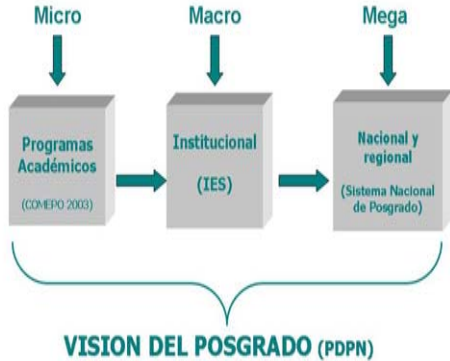 Micro
Macro
Mega
Programas
Académicos
(COMEPO 2003)
Institucional
(IES)
Nacional y
regional
(Sistema Nacional
de Posgrado)
VISION DEL POSGRADO (PDPN)